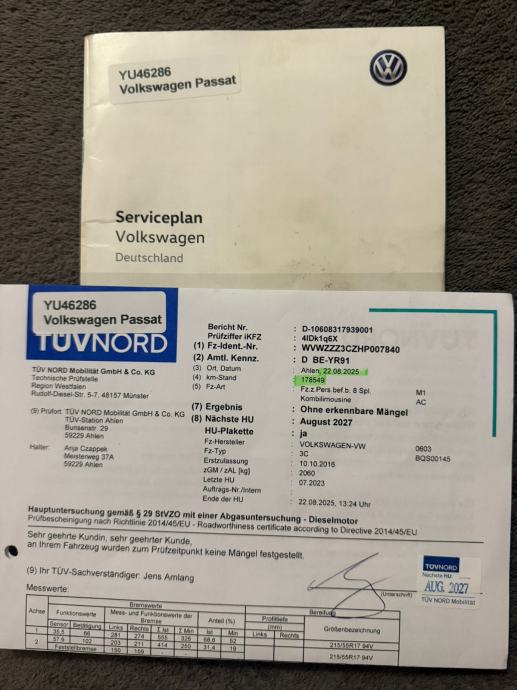 YU46286
Volkswagen Passat
Serviceplan
Volkswagen
Deutschland
YU46286
Volkswagen Passat
TÜVNORD
TÜV NORD Mobilität GmbH & Co. KG
Technische Prüfstelle
Region Westfalen
Rudolf-Diesel-Str. 5-7, 48157 Münster
(9) Prüfort: TÜV NORD Mobilität GmbH & Co. KG
TÜV-Station Ahlen
Bunsenstr. 29
59229 Ahlen
Halter: Anja Czappek
Meisterweg 37A
59229 Ahlen
Bericht Nr. : D-10608317939001
Prüfziffer iKFZ : 4IDk1q6X
(1) Fz-Ident.-Nr. : WVWZZZ3CZHP007840
(2) Amtl. Kennz. : D BE-YR91
(3) Ort, Datum : Ahlen, 22.08.2025
(4) km-Stand : 178549
(5) Fz-Art : Fz.z.Pers.bef.b. 8 Spl. M1
Kombilimousine AC
(7) Ergebnis : Ohne erkennbare Mängel
(8) Nächste HU : August 2027
HU-Plakette : ja
Fz-Hersteller : VOLKSWAGEN-VW 0603
Fz-Typ : 3C BQS00145
Erstzulassung : 10.10.2016
zGM / zAL [kg] : 2060
Letzte HU : 07.2023
Auftrags-Nr./Intern :
Ende der HU : 22.08.2025, 13:24 Uhr
Hauptuntersuchung gemäß § 29 StVZO mit einer Abgasuntersuchung - Dieselmotor
Prüfbescheinigung nach Richtlinie 2014/45/EU - Roadworthiness certificate according to Directive 2014/45/EU
Sehr geehrte Kundin, sehr geehrter Kunde,
an Ihrem Fahrzeug wurden zum Prüfzeitpunkt keine Mängel festgestellt.
(9) Ihr TÜV-Sachverständiger: Jens Amlang
(Unterschrift)
TÜVNORD
Nächste HU:
AUG. 2027
TÜV NORD Mobilität
Messwerte:
Achse Bremswerte Bereifung
Funktionswerte Mess- und Funktionswerte der Bremse Anteil (%) Profiltiefe (mm) Größenbezeichnung
Sensor Betätigung Links Rechts Σ Ist Σ Min Ist Min Links Rechts
1 35,5 66 281 274 555 326 68,6 52 215/55R17 94V
2 57,9 102 203 211 414 250 31,4 19 215/55R17 94V
Feststellbremse 150 159 -